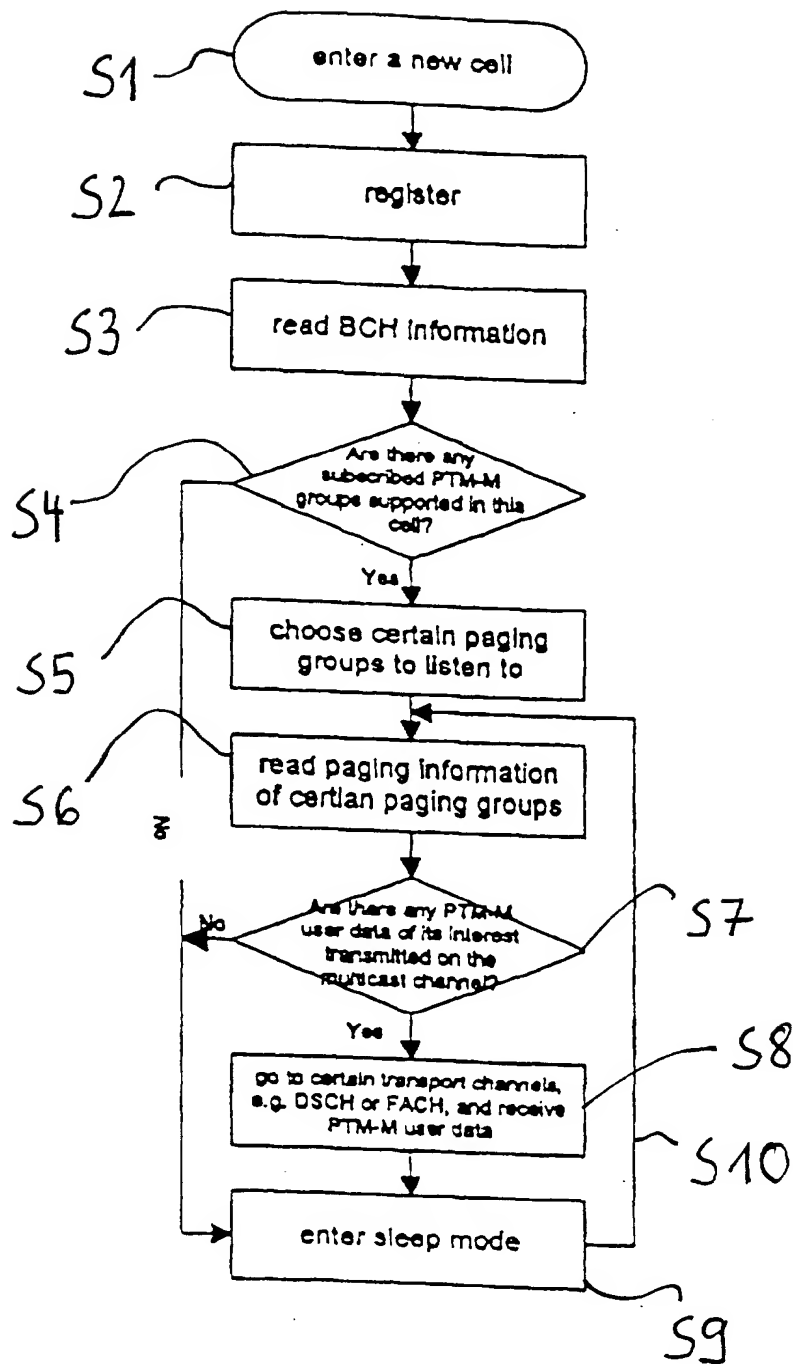 S1
enter a new cell
S2
register
S3
read BCH information
S4
Are there any
subscribed PTM-M
groups supported in this
cell?
Yes
S5
choose certain paging
groups to listen to
S6
read paging information
of certian paging groups
No
No
Are there any PTM-M
user data of its interest
transmitted on the
multicast channel?
S7
Yes
S8
go to certain transport channels,
e.g. DSCH or FACH, and receive
PTM-M user data
S10
enter sleep mode
S9